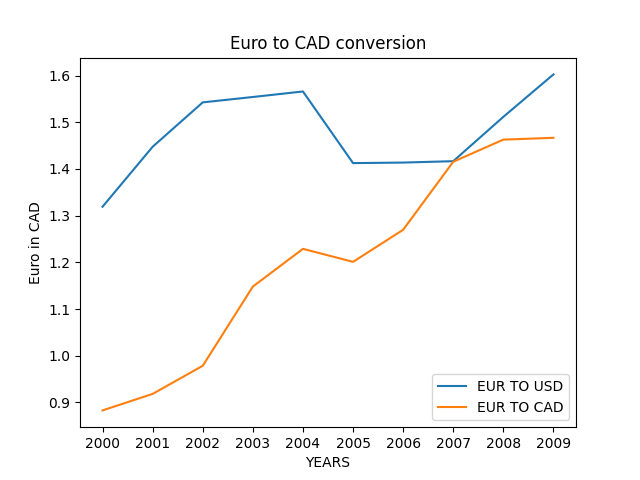 Euro to CAD conversion
Euro in CAD
1.6
1.5
1.4
1.3
1.2
1.1
1.0
0.9
EUR TO USD
EUR TO CAD
2000 2001 2002 2003 2004 2005 2006 2007 2008 2009
YEARS